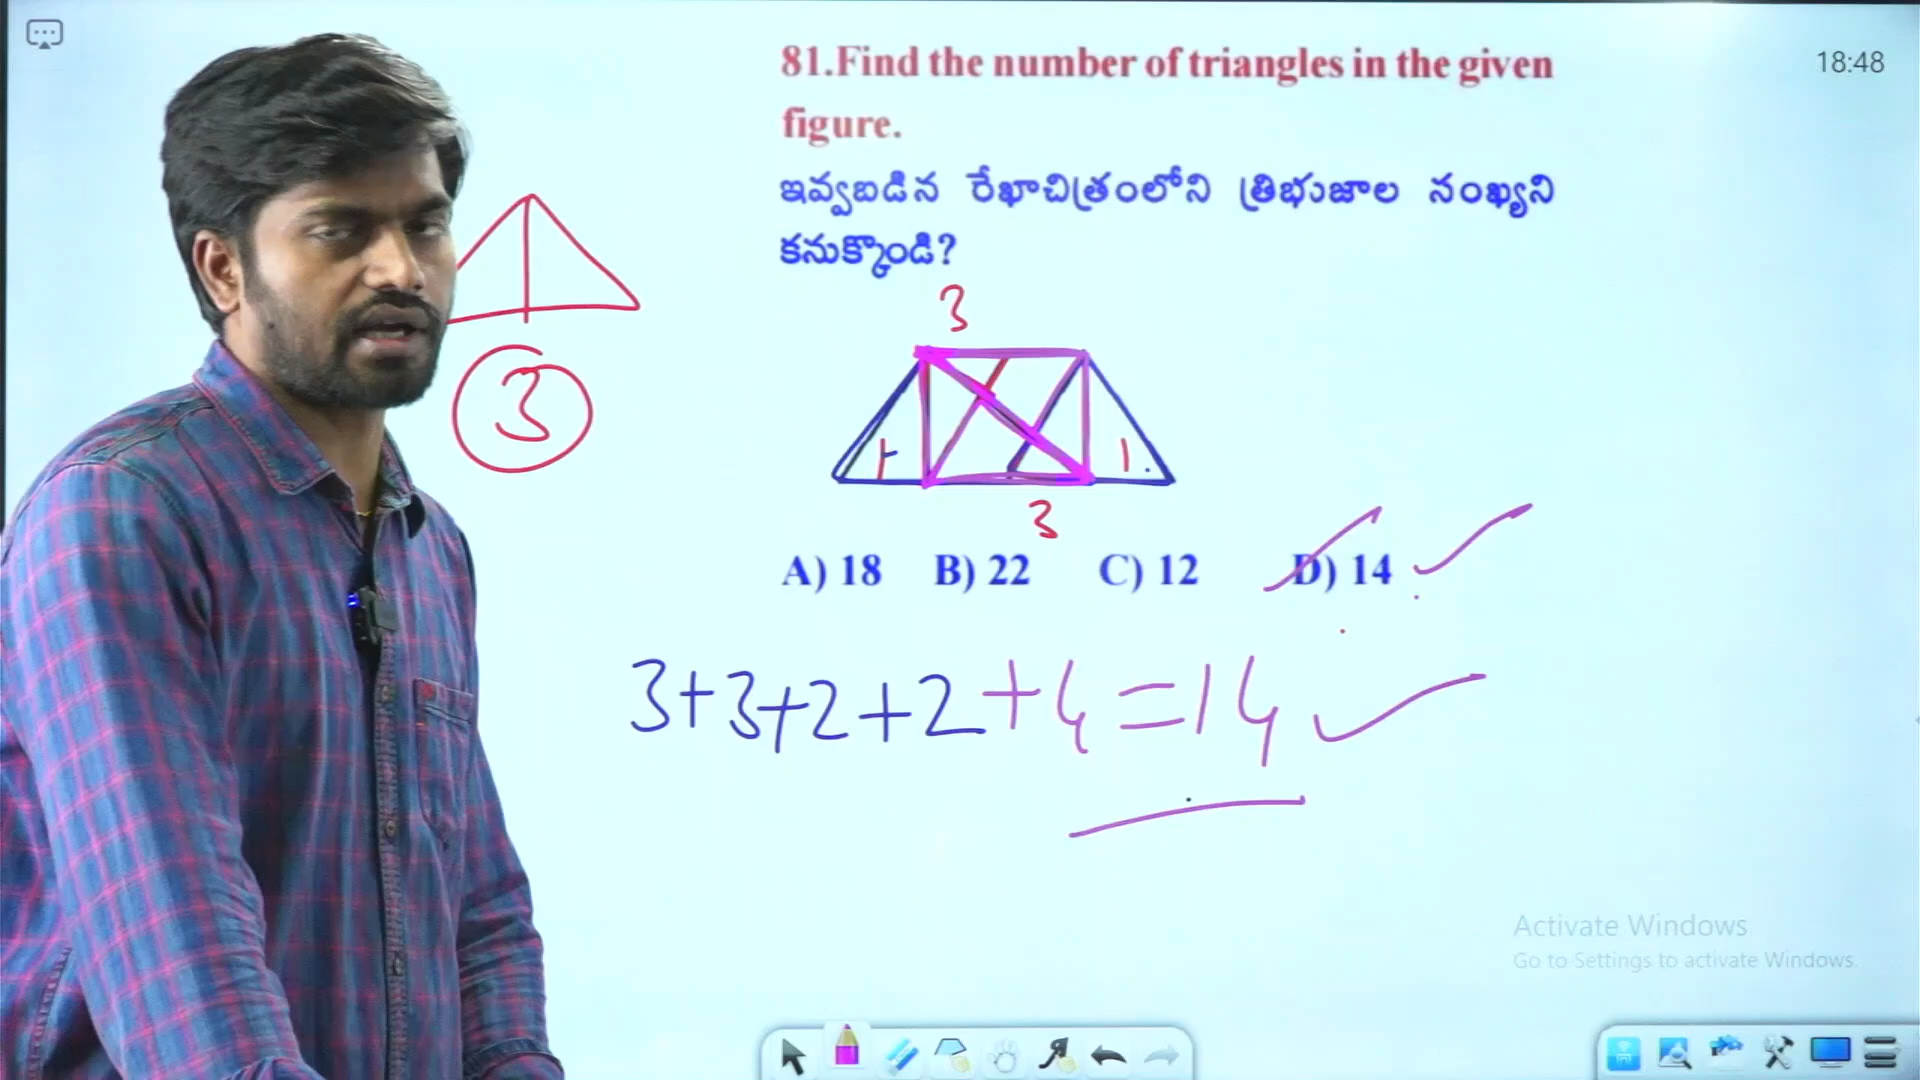 81.Find the number of triangles in the given
18:48
figure.
ఇవ్వబడిన రేఖాచిత్రంలోని త్రిభుజాల సంఖ్యని
కనుక్కోండి?
3
3
1
1
3
A) 18 B) 22 C) 12 D) 14
3+3+2+2+4=14
Activate Windows
Go to Settings to activate Windows.